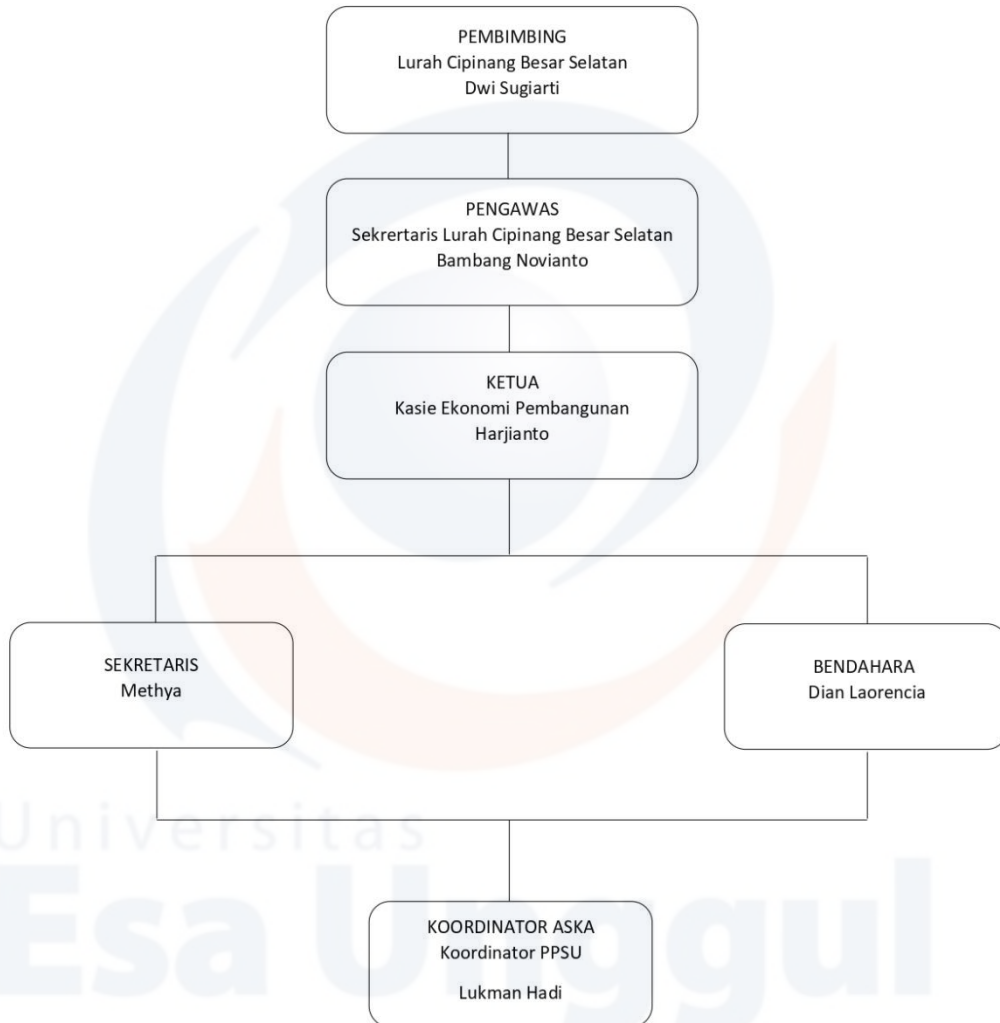 PEMBIMBING
Lurah Cipinang Besar Selatan
Dwi Sugiarti
PENGAWAS
Sekrertaris Lurah Cipinang Besar Selatan
Bambang Novianto
KETUA
Kasie Ekonomi Pembangunan
Harjianto
SEKRETARIS
Methya
BENDAHARA
Dian Laorencia
Universitas
Esa Unggul
KOORDINATOR ASKA
Koordinator PPSU
Lukman Hadi